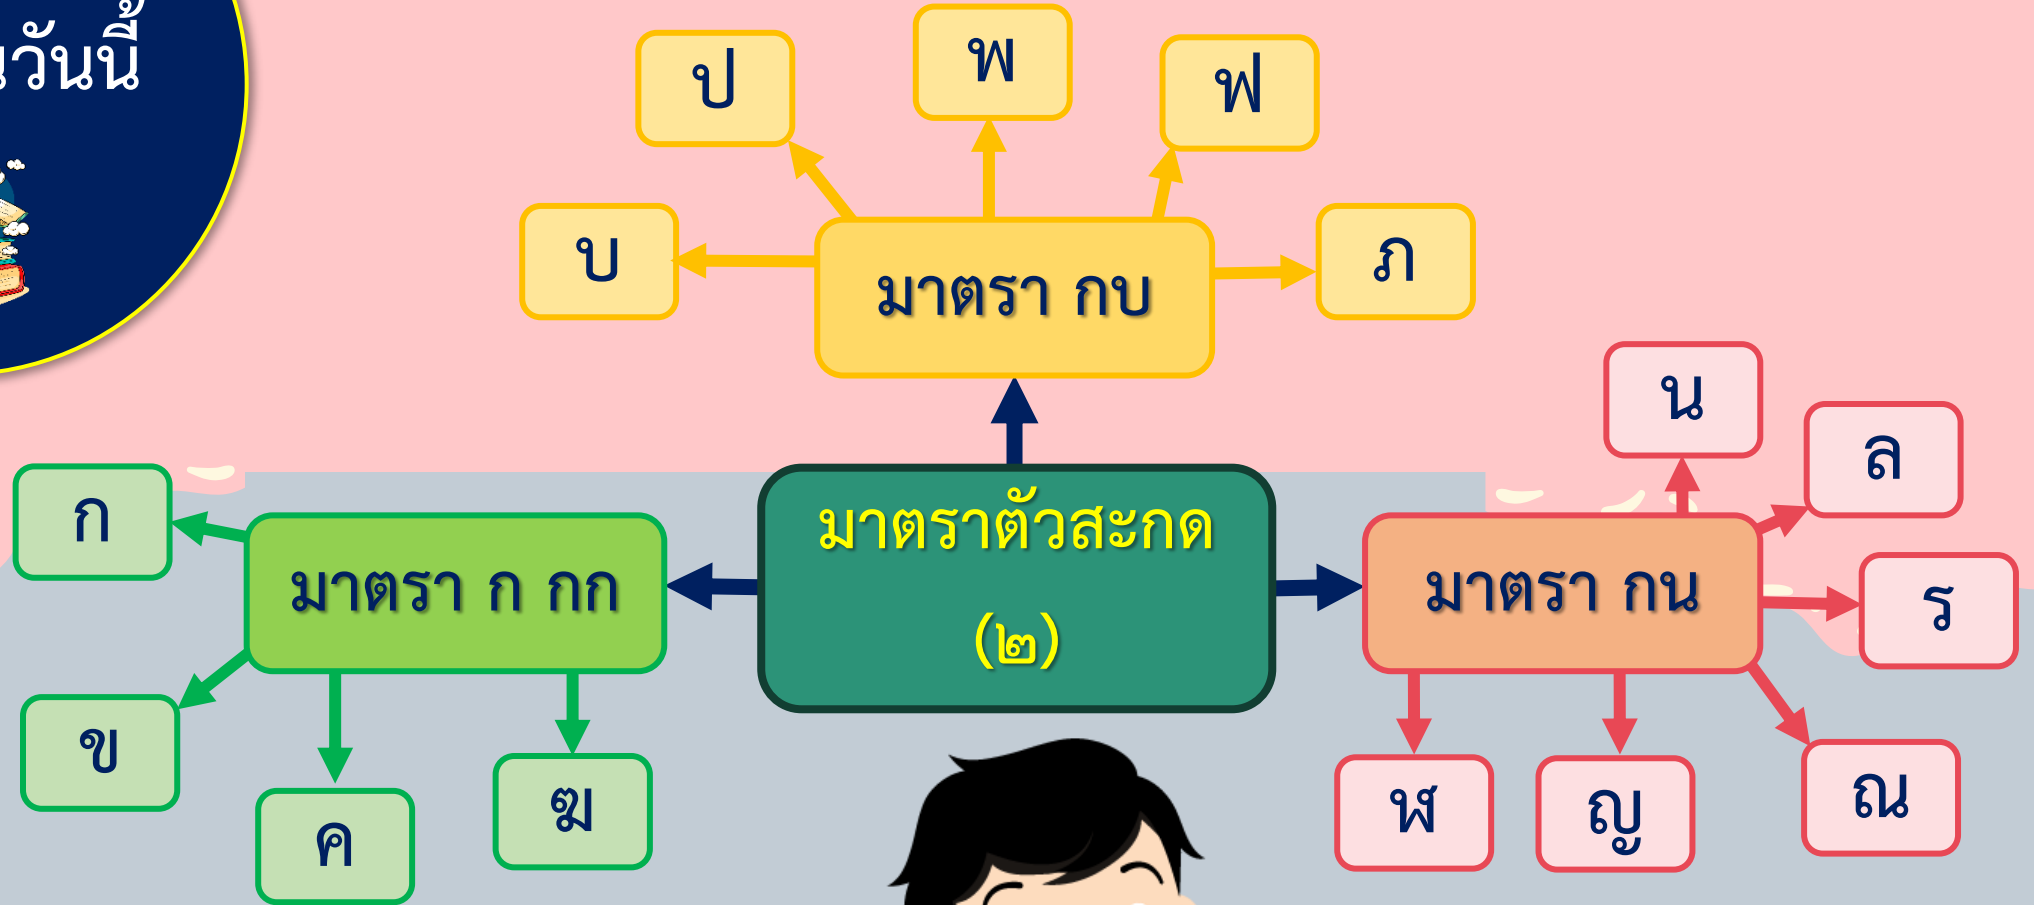 วันนี้
ป
พ
ฟ
บ
มาตรา กบ
ภ
น
ล
ก
มาตรา ก กก
มาตราตัวสะกด
(๒)
มาตรา กน
ร
ข
ค
ฆ
ฬ
ญ
ณ